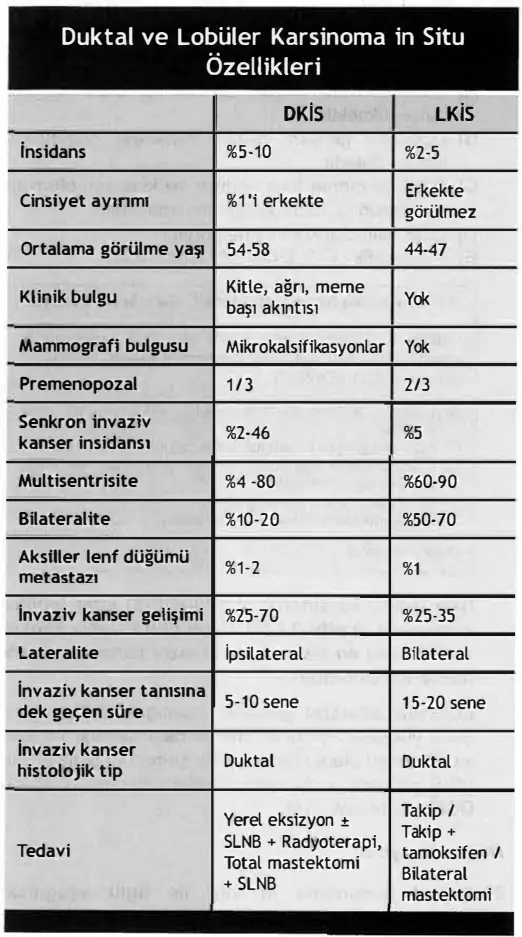 Duktal ve Lobüler Karsinoma in Situ
Özellikleri
DKİS LKİS
İnsidans %5-10 %2-5
Cinsiyet ayırımı %1'i erkekte Erkekte
görülmez
Ortalama görülme yaşı 54-58 44-47
Klinik bulgu Kitle, ağrı, meme
başı akıntısı Yok
Mammografi bulgusu Mikrokalsifikasyonlar Yok
Premenopozal 1/3 2/3
Senkron invaziv
kanser insidansı %2-46 %5
Multisentrisite %4 -80 %60-90
Bilateralite %10-20 %50-70
Aksiller lenf düğümü
metastazı %1-2 %1
İnvaziv kanser gelişimi %25-70 %25-35
Lateralite İpsilateral Bilateral
İnvaziv kanser tanısına
dek geçen süre 5-10 sene 15-20 sene
İnvaziv kanser
histolojik tip Duktal Duktal
Tedavi
Yerel eksizyon ±
SLNB + Radyoterapi,
Total mastektomi
+ SLNB
Takip /
Takip +
tamoksifen /
Bilateral
mastektomi